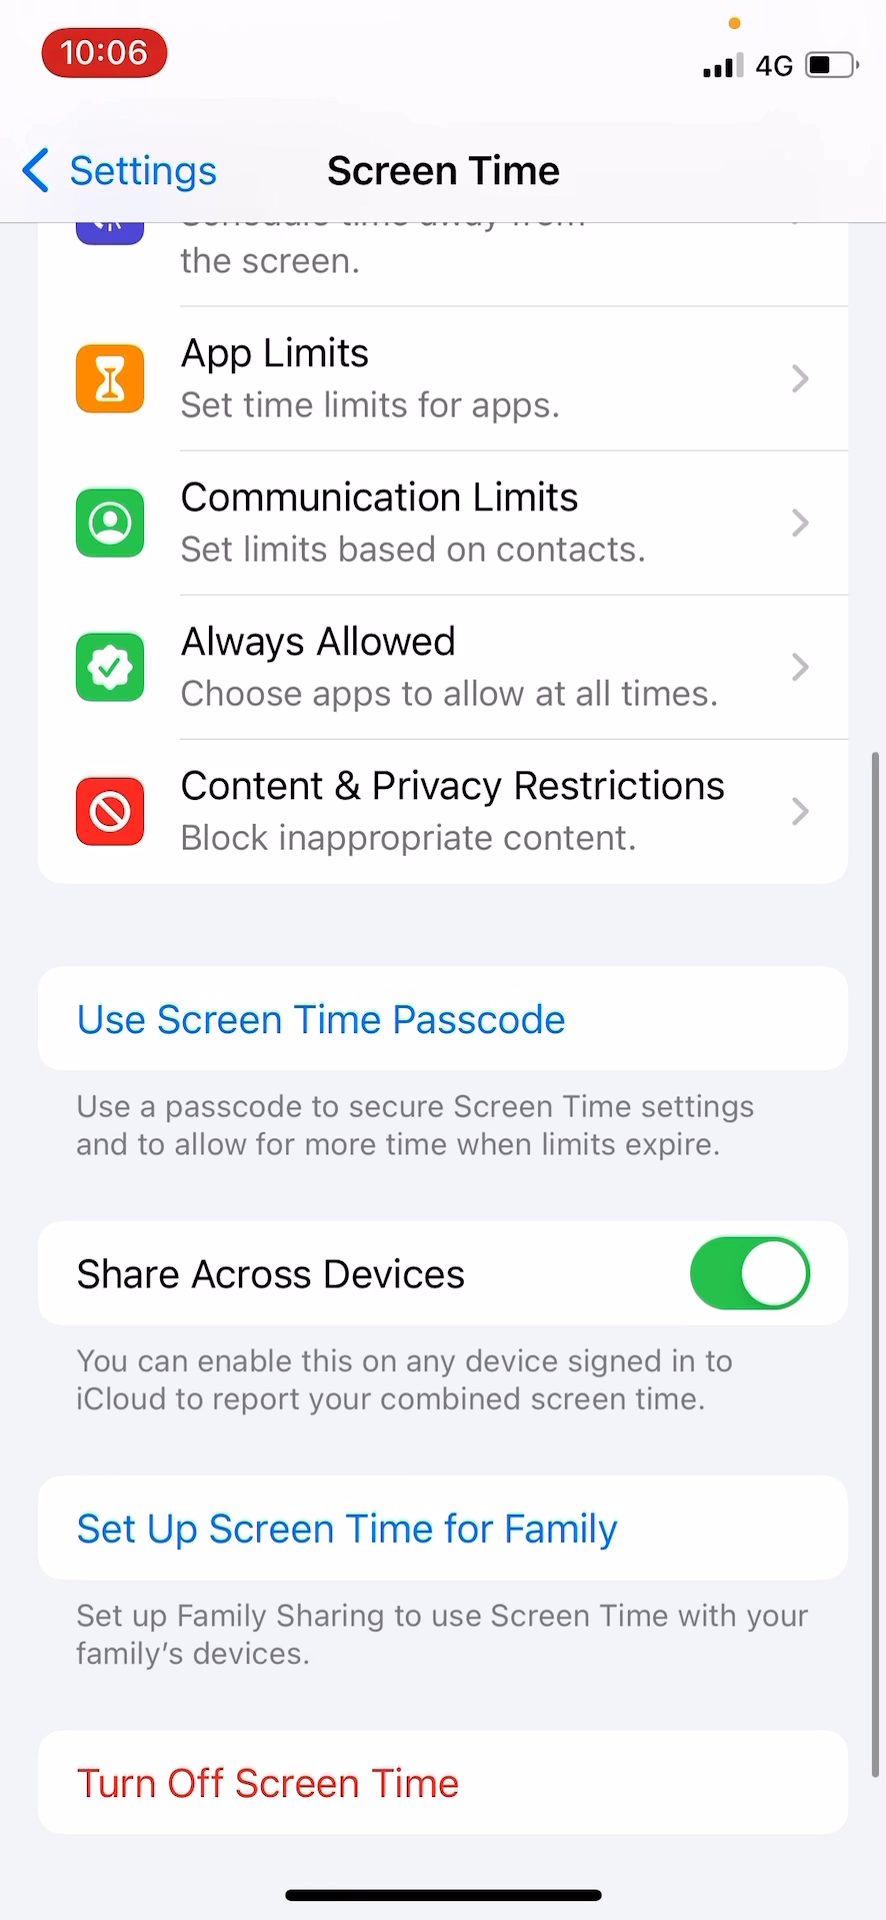 10:06
4G
Settings
Screen Time
Schedule time away from
the screen.
App Limits
Set time limits for apps.
Communication Limits
Set limits based on contacts.
Always Allowed
Choose apps to allow at all times.
Content & Privacy Restrictions
Block inappropriate content.
Use Screen Time Passcode
Use a passcode to secure Screen Time settings
and to allow for more time when limits expire.
Share Across Devices
You can enable this on any device signed in to
iCloud to report your combined screen time.
Set Up Screen Time for Family
Set up Family Sharing to use Screen Time with your
family's devices.
Turn Off Screen Time